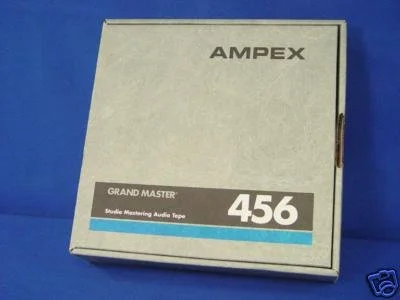 AMPEX
GRAND MASTER®
456
Studio Mastering Audio Tape